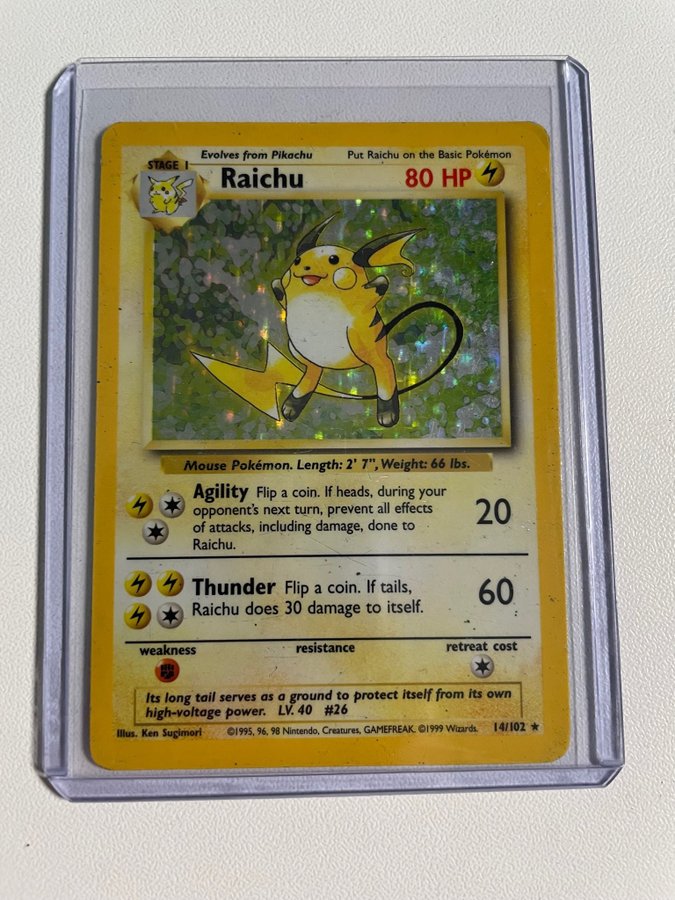 Evolves from Pikachu Put Raichu on the Basic Pokémon
STAGE 1
Raichu 80 HP
Mouse Pokémon. Length: 2' 7", Weight: 66 lbs.
Agility Flip a coin. If heads, during your
opponent's next turn, prevent all effects
of attacks, including damage, done to
Raichu.
20
Thunder Flip a coin. If tails,
Raichu does 30 damage to itself.
60
weakness resistance retreat cost
Its long tail serves as a ground to protect itself from its own
high-voltage power. LV. 40 #26
Illus. Ken Sugimori ©1995, 96, 98 Nintendo, Creatures, GAMEFREAK. ©1999 Wizards. 14/102 ★